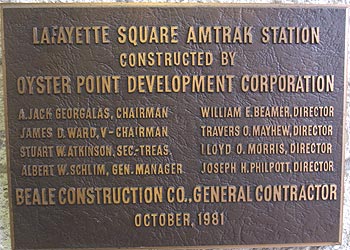 LAFAYETTE SQUARE AMTRAK STATION
CONSTRUCTED BY
OYSTER POINT DEVELOPMENT CORPORATION
A. JACK GEORGALAS, CHAIRMAN
JAMES D. WARD, V-CHAIRMAN
STUART W. ATKINSON, SEC.-TREAS.
ALBERT W. SCHLIM, GEN. MANAGER
WILLIAM E. BEAMER, DIRECTOR
TRAVERS O. MAYHEW, DIRECTOR
LLOYD O. MORRIS, DIRECTOR
JOSEPH H. PHILPOTT, DIRECTOR
BEALE CONSTRUCTION CO., GENERAL CONTRACTOR
OCTOBER, 1981